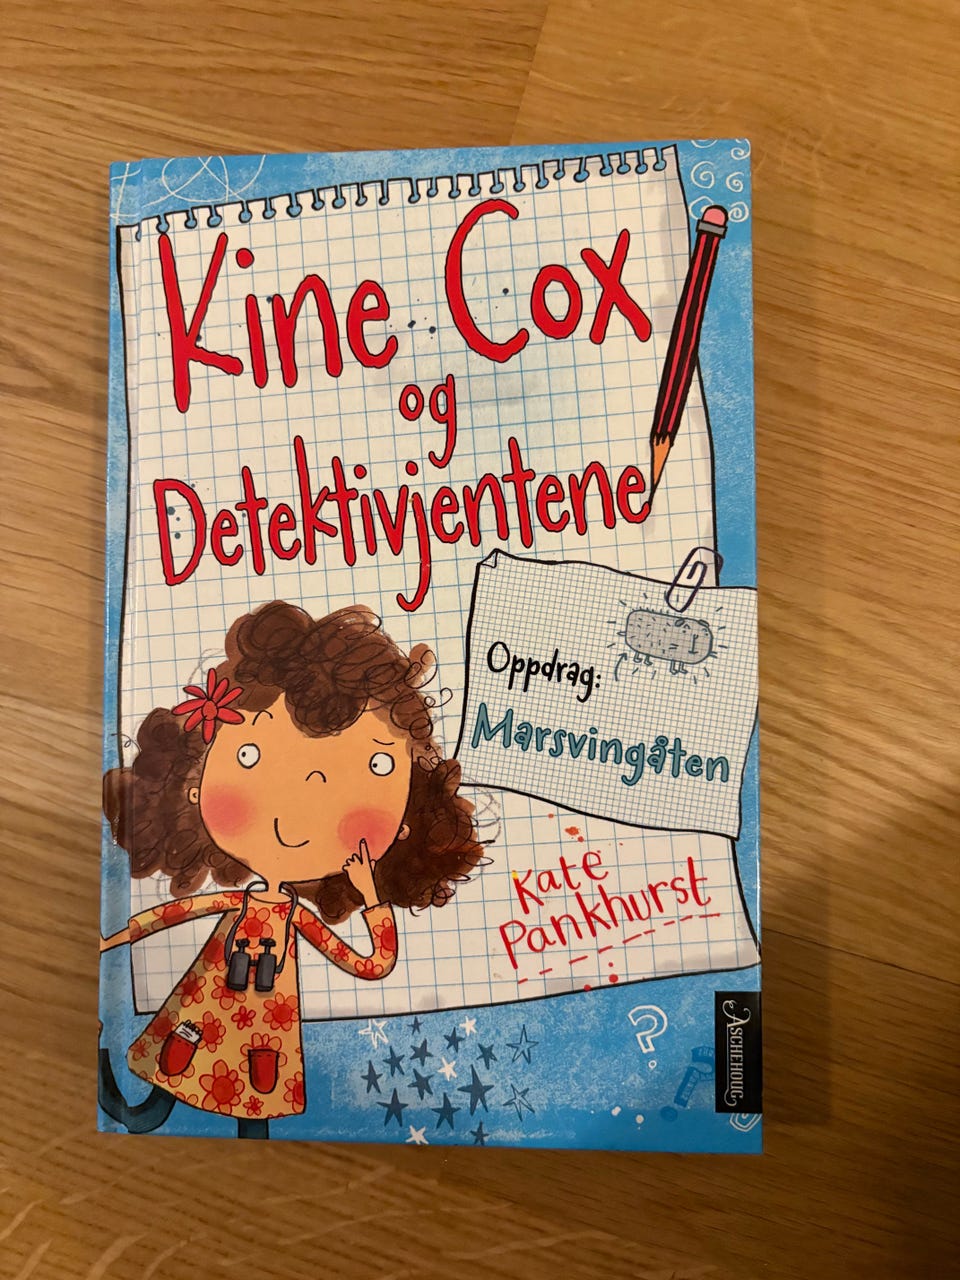 Kine Cox
og
Detektivjentene
Oppdrag:
Marsvingåten
Kate
Pankhurst
ASCHEHOUG